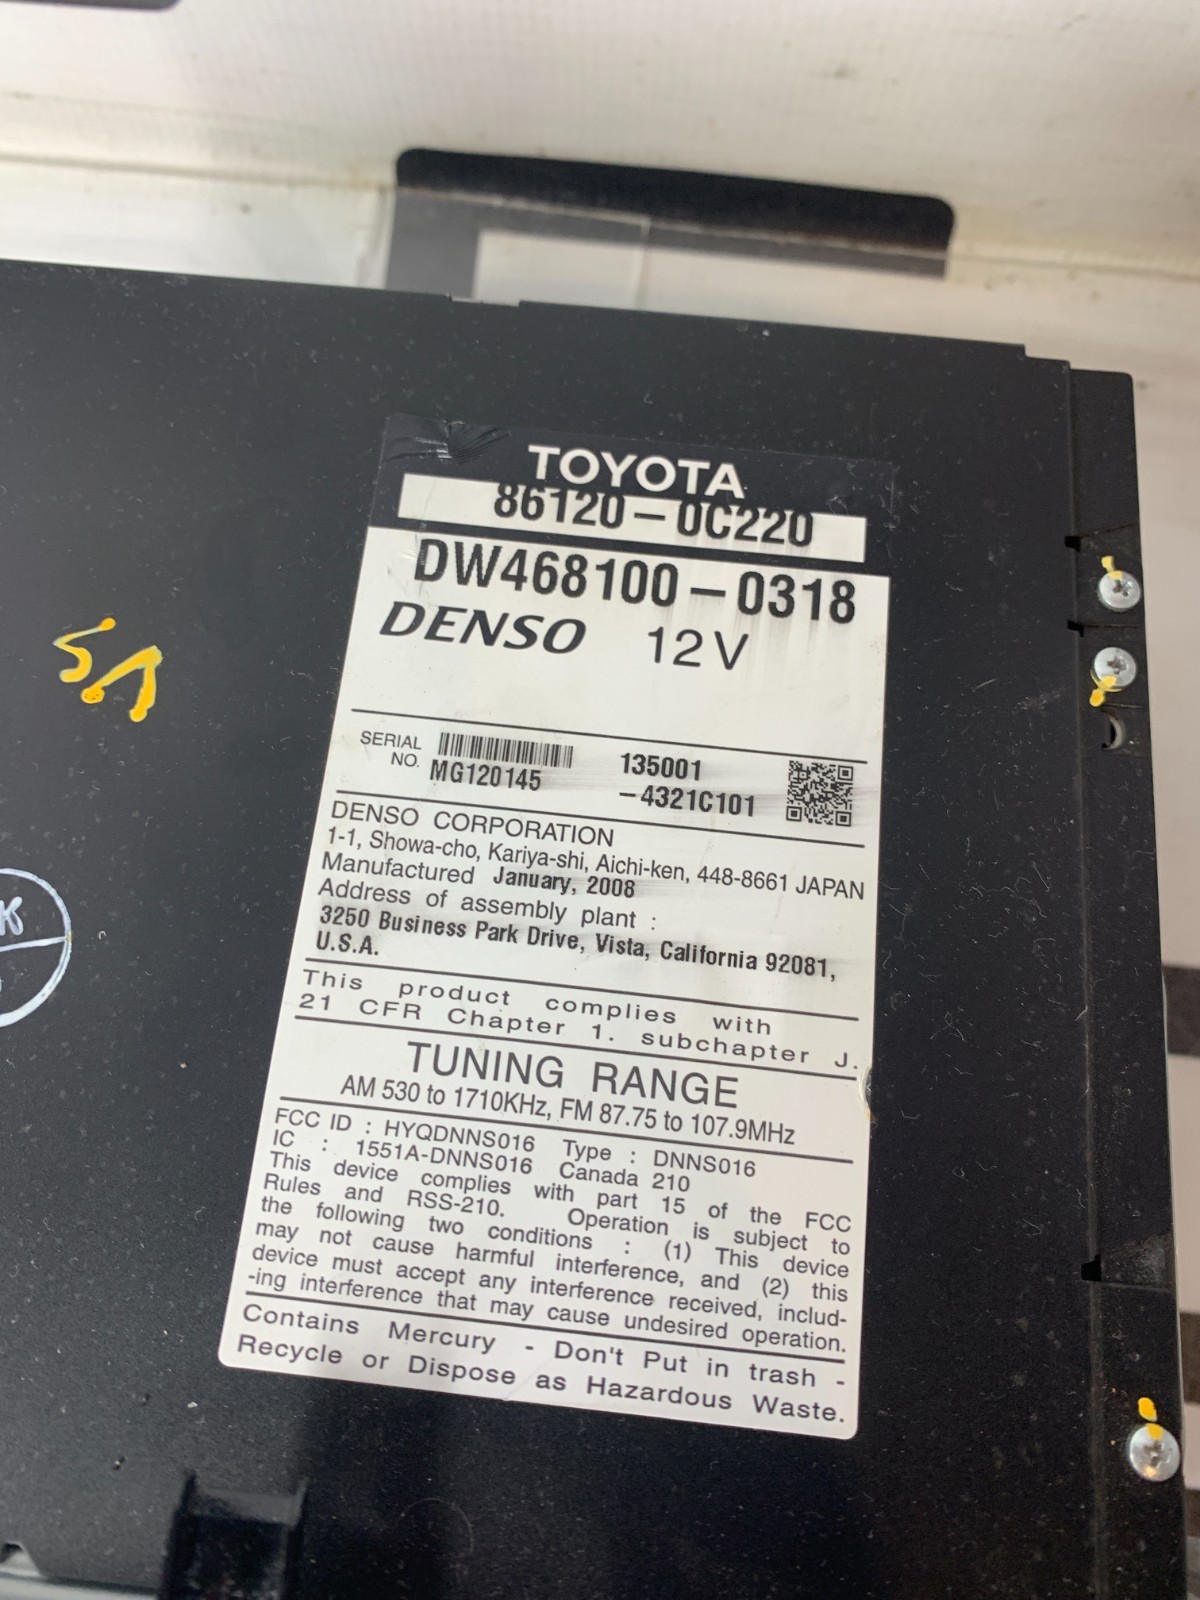 TOYOTA
86120-0C220
DW468100-0318
DENSO 12V
SERIAL NO. MG120145
135001
-4321C101
DENSO CORPORATION
1-1, Showa-cho, Kariya-shi, Aichi-ken, 448-8661 JAPAN
Manufactured January, 2008
Address of assembly plant :
3250 Business Park Drive, Vista, California 92081,
U.S.A.
This product complies with
21 CFR Chapter 1. subchapter J.
TUNING RANGE
AM 530 to 1710KHz, FM 87.75 to 107.9MHz
FCC ID : HYQDNNS016 Type : DNNS016
IC : 1551A-DNNS016 Canada 210
This device complies with part 15 of the FCC
Rules and RSS-210. Operation is subject to
the following two conditions : (1) This device
may not cause harmful interference, and (2) this
device must accept any interference received, includ-
-ing interference that may cause undesired operation.
Contains Mercury - Don't Put in trash -
Recycle or Dispose as Hazardous Waste.